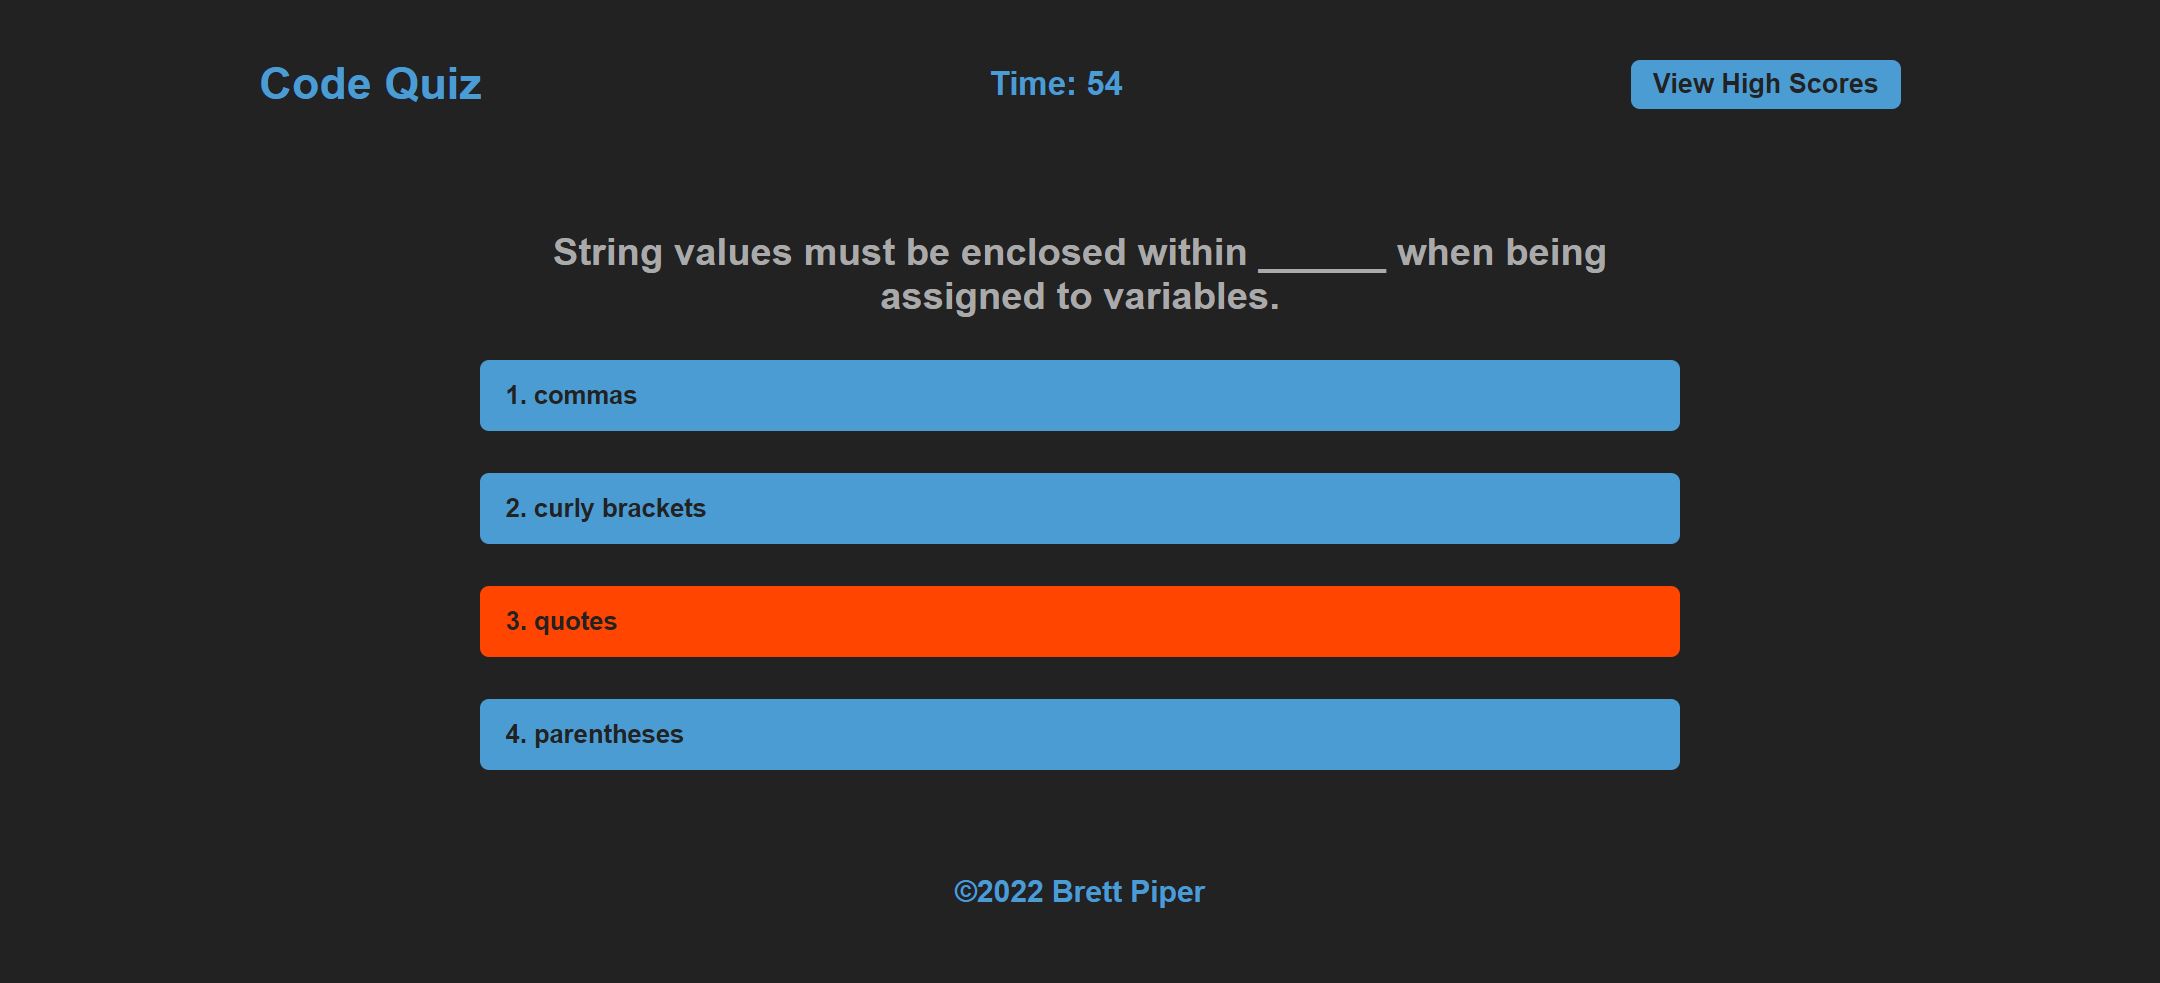 Code Quiz
Time: 54
View High Scores
String values must be enclosed within ______ when being
assigned to variables.
1. commas
2. curly brackets
3. quotes
4. parentheses
©2022 Brett Piper